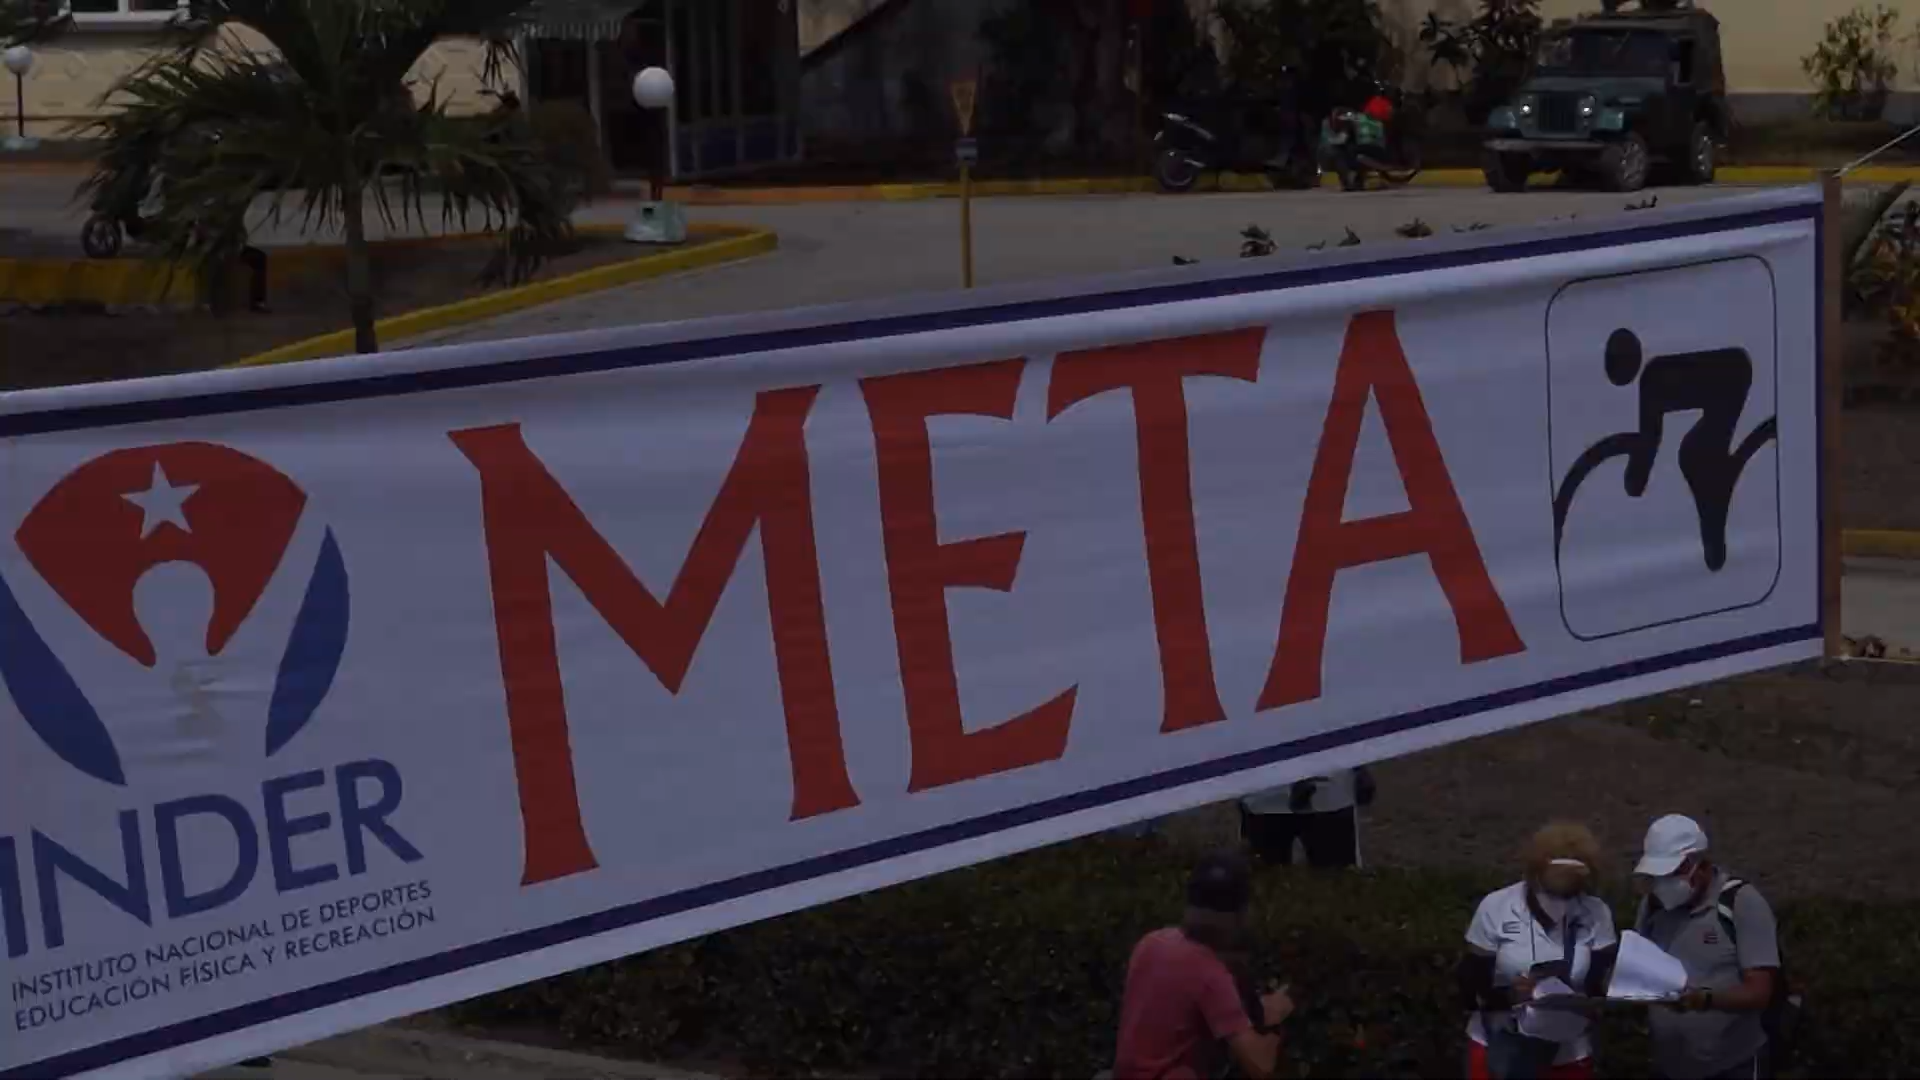 META
INDER
INSTITUTO NACIONAL DE DEPORTES
EDUCACIÓN FÍSICA Y RECREACIÓN